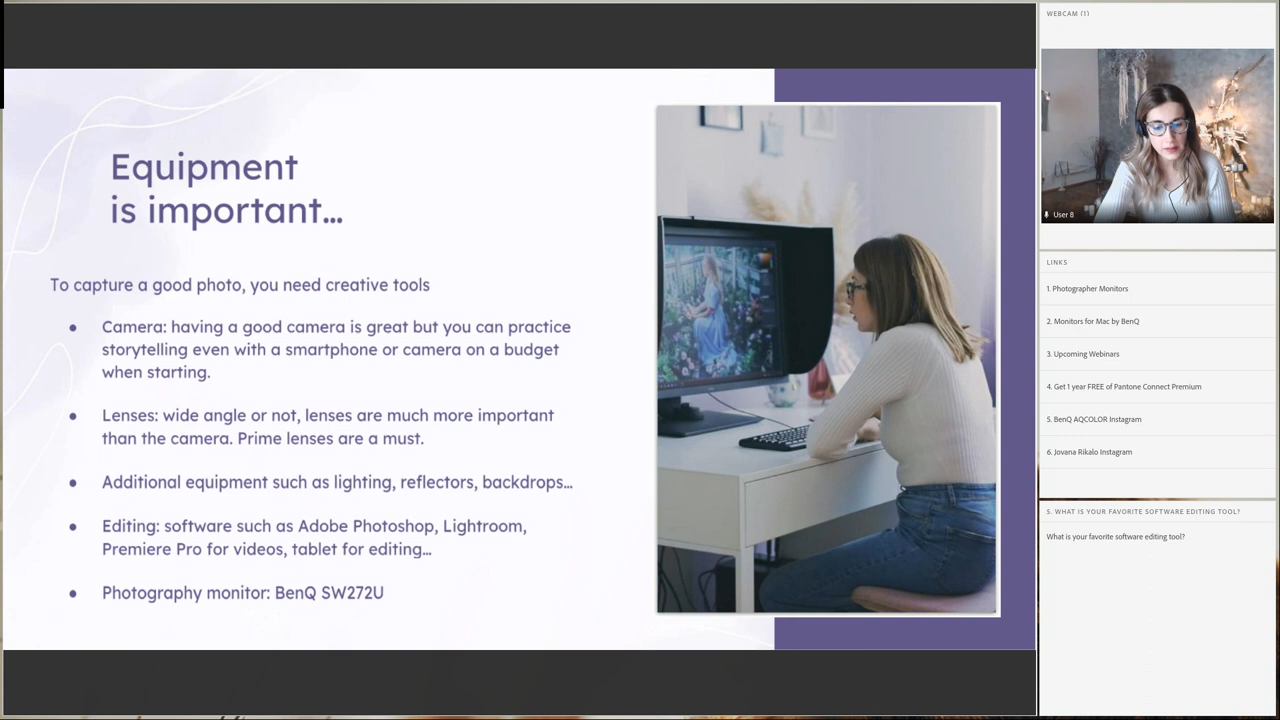 Equipment
is important...
To capture a good photo, you need creative tools
● Camera: having a good camera is great but you can practice
storytelling even with a smartphone or camera on a budget
when starting.
● Lenses: wide angle or not, lenses are much more important
than the camera. Prime lenses are a must.
● Additional equipment such as lighting, reflectors, backdrops...
● Editing: software such as Adobe Photoshop, Lightroom,
Premiere Pro for videos, tablet for editing...
● Photography monitor: BenQ SW272U
WEBCAM (1)
User 8
LINKS
1. Photographer Monitors
2. Monitors for Mac by BenQ
3. Upcoming Webinars
4. Get 1 year FREE of Pantone Connect Premium
5. BenQ AQCOLOR Instagram
6. Jovana Rikalo Instagram
5. WHAT IS YOUR FAVORITE SOFTWARE EDITING TOOL?
What is your favorite software editing tool?